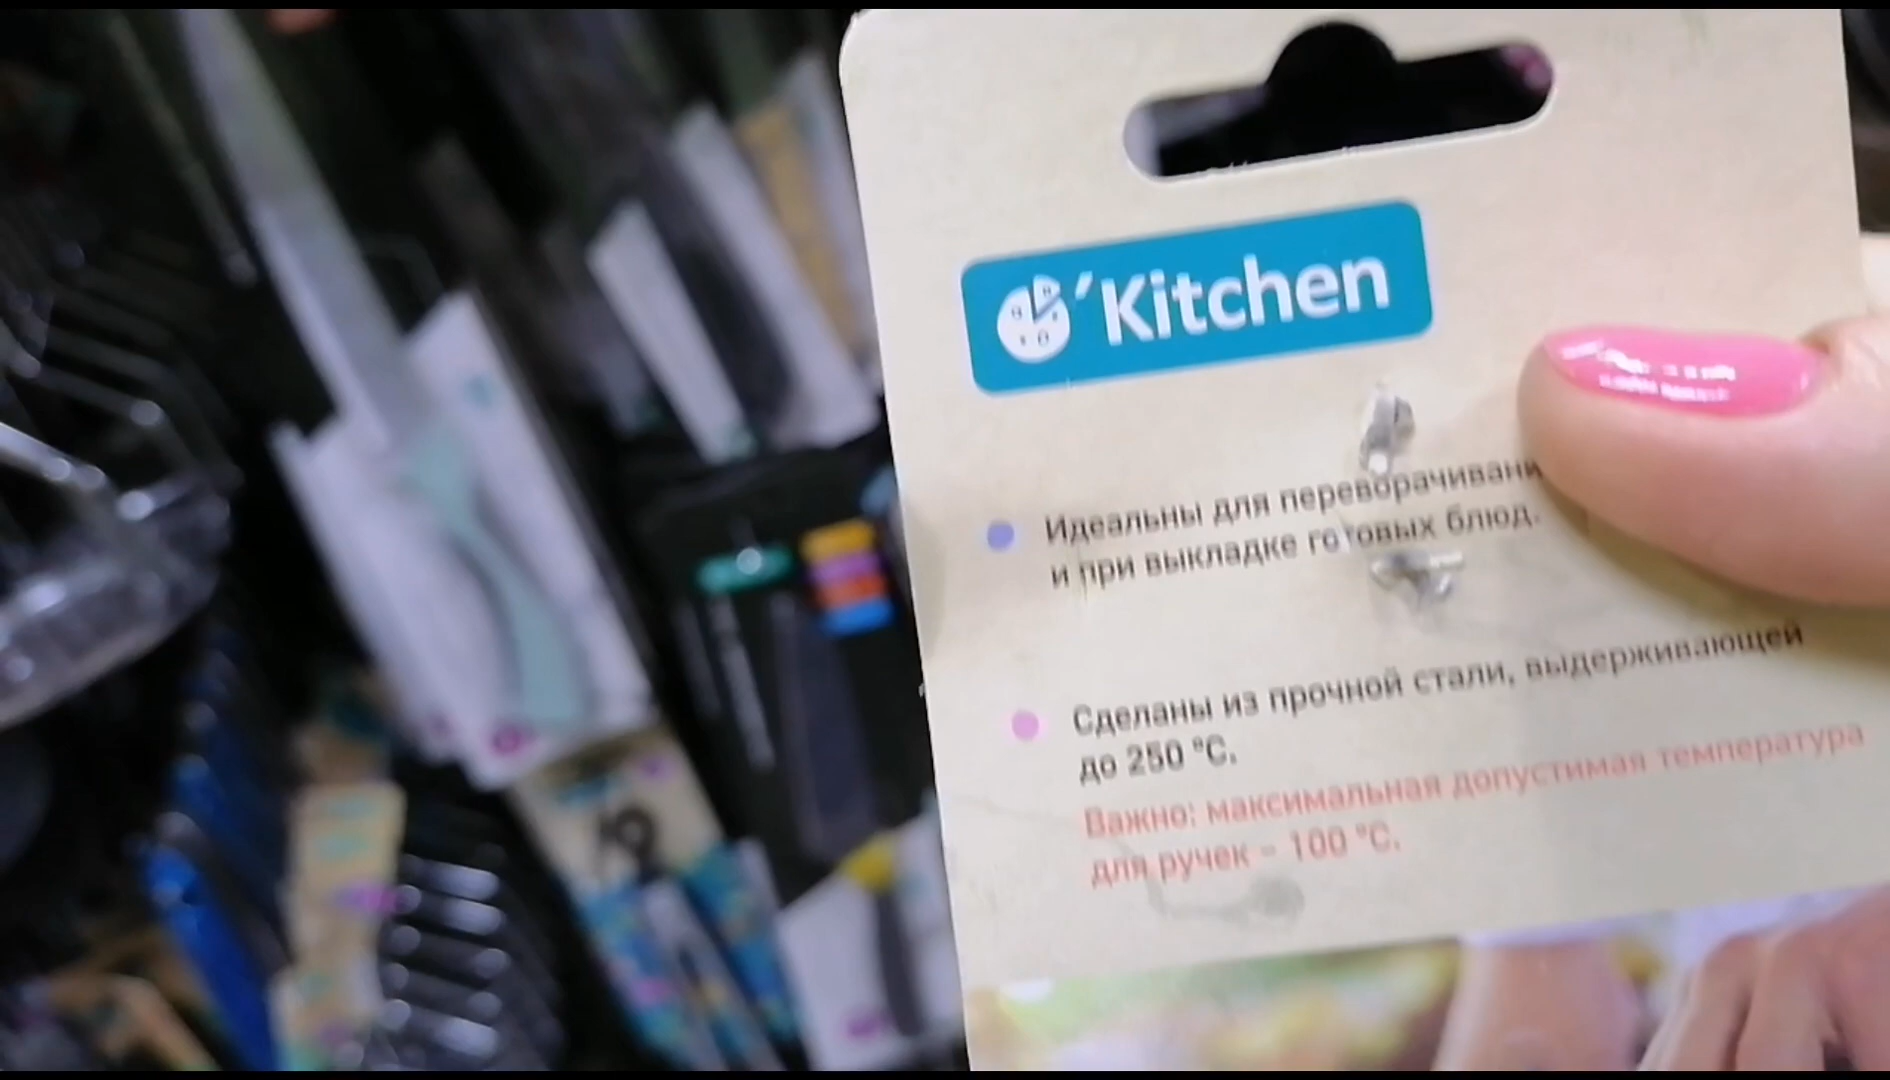 'Kitchen
Идеальны для переворачивани
и при выкладке готовых блюд.
Сделаны из прочной стали, выдерживающей
до 250 °C.
Важно: максимальная допустимая температура
для ручек – 100 °C.